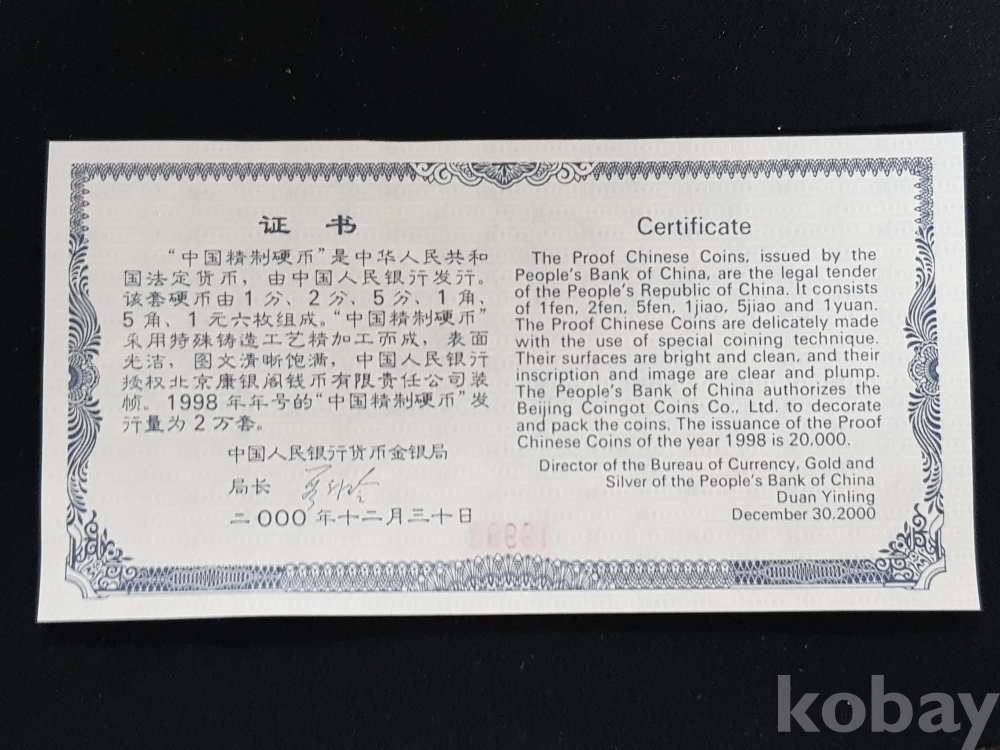 证书
“中国精制硬币”是中华人民共和
国法定货币，由中国人民银行发行。
该套硬币由1分、2分、5分、1角、
5角、1元六枚组成。“中国精制硬币”
采用特殊铸造工艺精加工而成，表面
光洁，图文清晰饱满，中国人民银行
授权北京康银阁钱币有限责任公司装
帧。1998年年号的“中国精制硬币”发
行量为2万套。
中国人民银行货币金银局
局长
二000年十二月三十日
Certificate
The Proof Chinese Coins, issued by the
People's Bank of China, are the legal tender
of the People's Republic of China. It consists
of 1fen, 2fen, 5fen, 1jiao, 5jiao and 1yuan.
The Proof Chinese Coins are delicately made
with the use of special coining technique.
Their surfaces are bright and clean, and their
inscription and image are clear and plump.
The People's Bank of China authorizes the
Beijing Coingot Coins Co., Ltd. to decorate
and pack the coins. The issuance of the Proof
Chinese Coins of the year 1998 is 20,000.
Director of the Bureau of Currency, Gold and
Silver of the People's Bank of China
Duan Yinling
December 30.2000
kobay